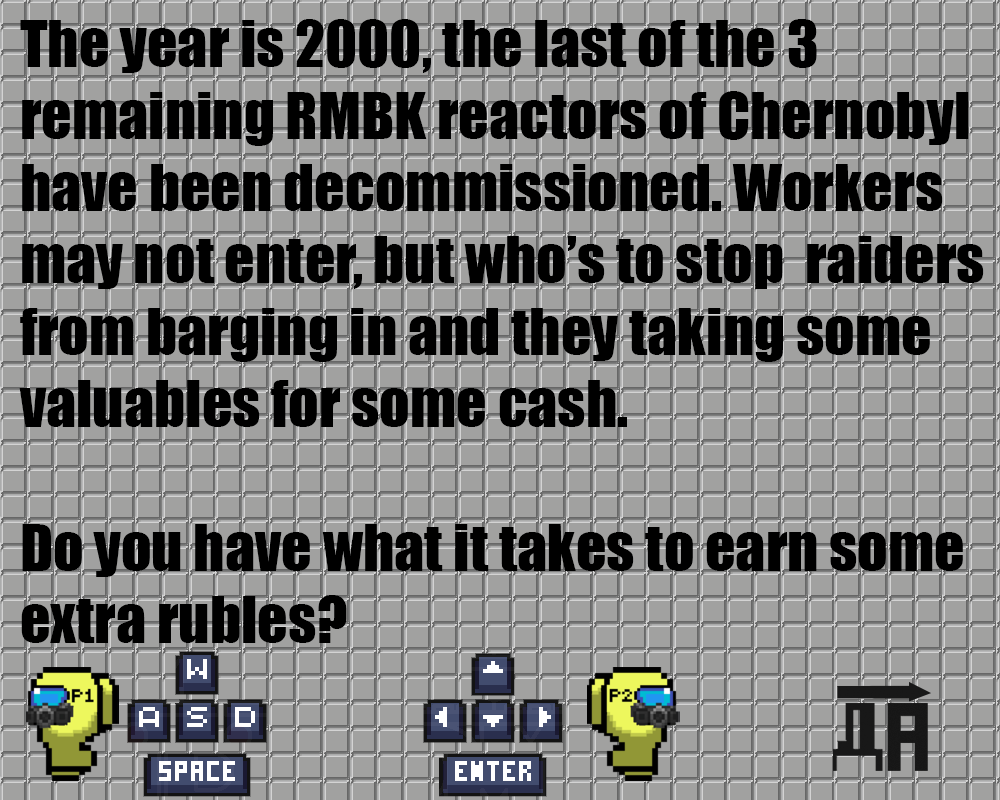 The year is 2000, the last of the 3
remaining RMBK reactors of Chernobyl
have been decommissioned. Workers
may not enter, but who’s to stop  raiders
from barging in and they taking some
valuables for some cash.
Do you have what it takes to earn some
extra rubles?
P1
W
A S D
SPACE
ENTER
P2
ДА